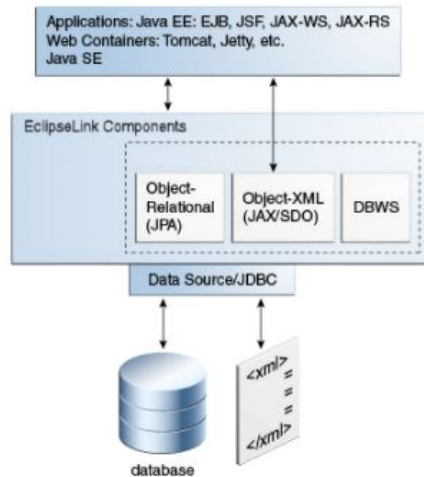 Applications: Java EE: EJB, JSF, JAX-WS, JAX-RS
Web Containers: Tomcat, Jetty, etc.
Java SE
EclipseLink Components
Object-
Relational
(JPA)
Object-XML
(JAX/SDO)
DBWS
Data Source/JDBC
<xml>
=
=
=
</xml>
database